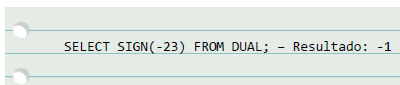 SELECT SIGN(-23) FROM DUAL; – Resultado: -1